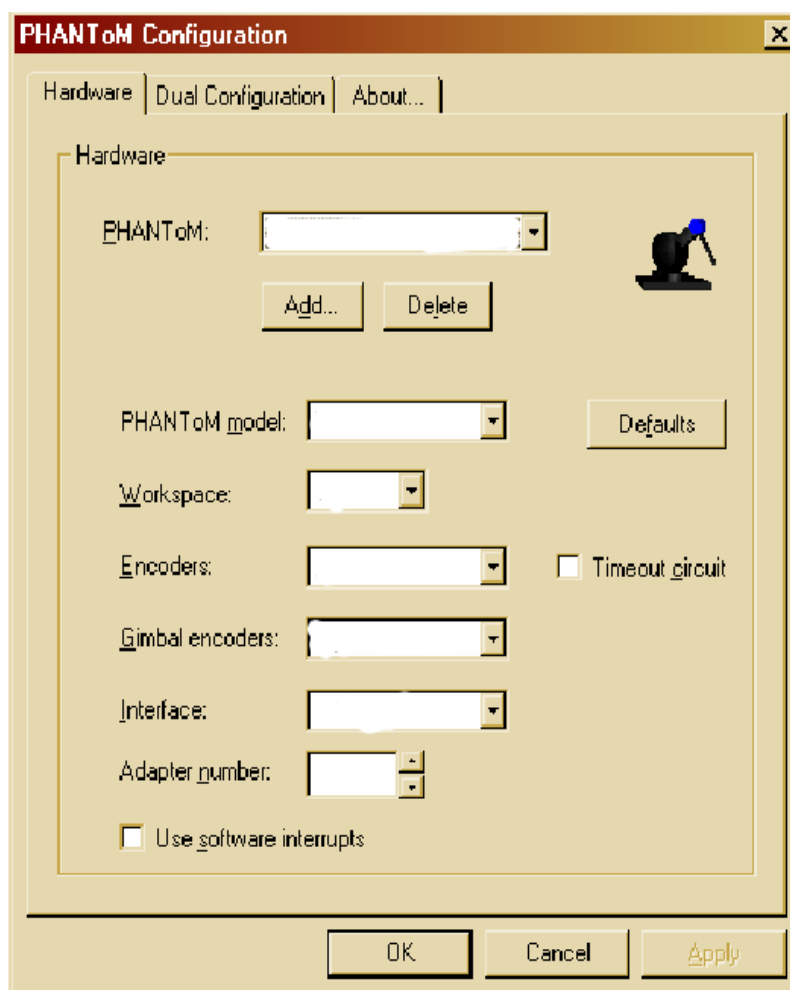 PHANToM Configuration
Hardware Dual Configuration About...
Hardware
PHANToM:
Add... Delete
PHANToM model: Defaults
Workspace:
Encoders: Timeout circuit
Gimbal encoders:
Interface:
Adapter number:
Use software interrupts
OK Cancel Apply